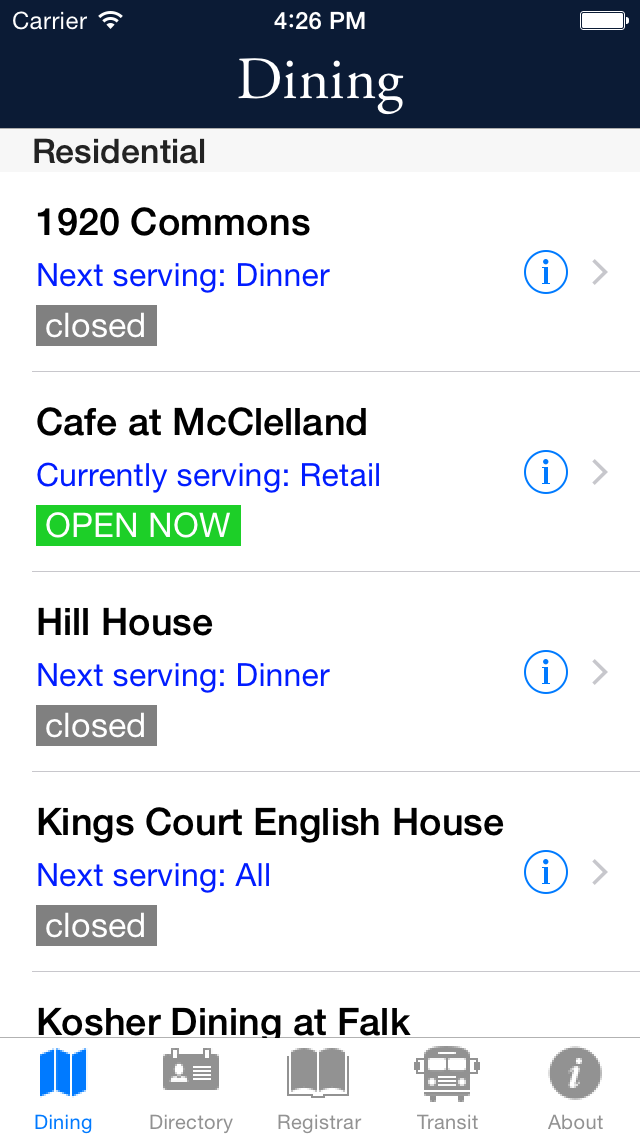 Carrier 4:26 PM
Dining
Residential
1920 Commons
Next serving: Dinner
closed
Cafe at McClelland
Currently serving: Retail
OPEN NOW
Hill House
Next serving: Dinner
closed
Kings Court English House
Next serving: All
closed
Kosher Dining at Falk
Dining Directory Registrar Transit About